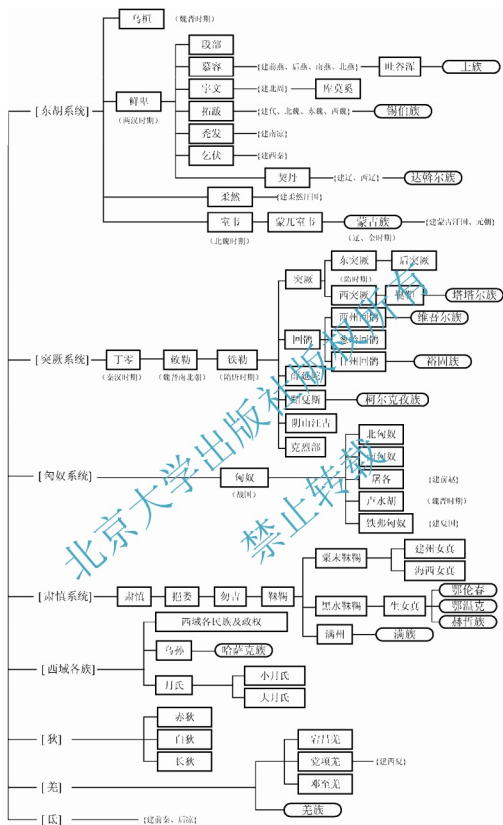 [东胡系统]
乌桓
(魏晋时期)
鲜卑
(两汉时期)
段部
慕容
{建前燕、后燕、南燕、北燕}
吐谷浑
土族
宇文
{建北周}
库莫奚
拓跋
{建代、北魏、东魏、西魏}
锡伯族
秃发
{建南凉}
乞伏
{建西秦}
契丹
{建辽、西辽}
达斡尔族
柔然
{建柔然汗国}
室韦
(北魏时期)
蒙兀室韦
蒙古族
(辽、金时期)
{建蒙古汗国、元朝}
[突厥系统]
丁零
(秦汉时期)
敕勒
(魏晋南北朝)
铁勒
(隋唐时期)
突厥
东突厥
(隋时期)
后突厥
西突厥
塔塔尔族
回鹘
西州回鹘
维吾尔族
甘州回鹘
裕固族
薛延陀
黠戛斯
柯尔克孜族
阴山汪古
克烈部
[匈奴系统]
匈奴
(战国)
北匈奴
南匈奴
屠各
{建前赵}
卢水胡
(魏晋时期)
铁弗匈奴
{建夏国}
[肃慎系统]
肃慎
挹娄
勿吉
靺鞨
粟末靺鞨
建州女真
海西女真
黑水靺鞨
生女真
鄂伦春
鄂温克
赫哲族
满州
满族
[西域各族]
西域各民族及政权
乌孙
哈萨克族
月氏
小月氏
大月氏
[狄]
赤狄
白狄
长狄
[羌]
宕昌羌
党项羌
{建西夏}
邓至羌
羌族
[氐]
{建前秦、后凉}
北京大学出版社版权所有
禁止转载